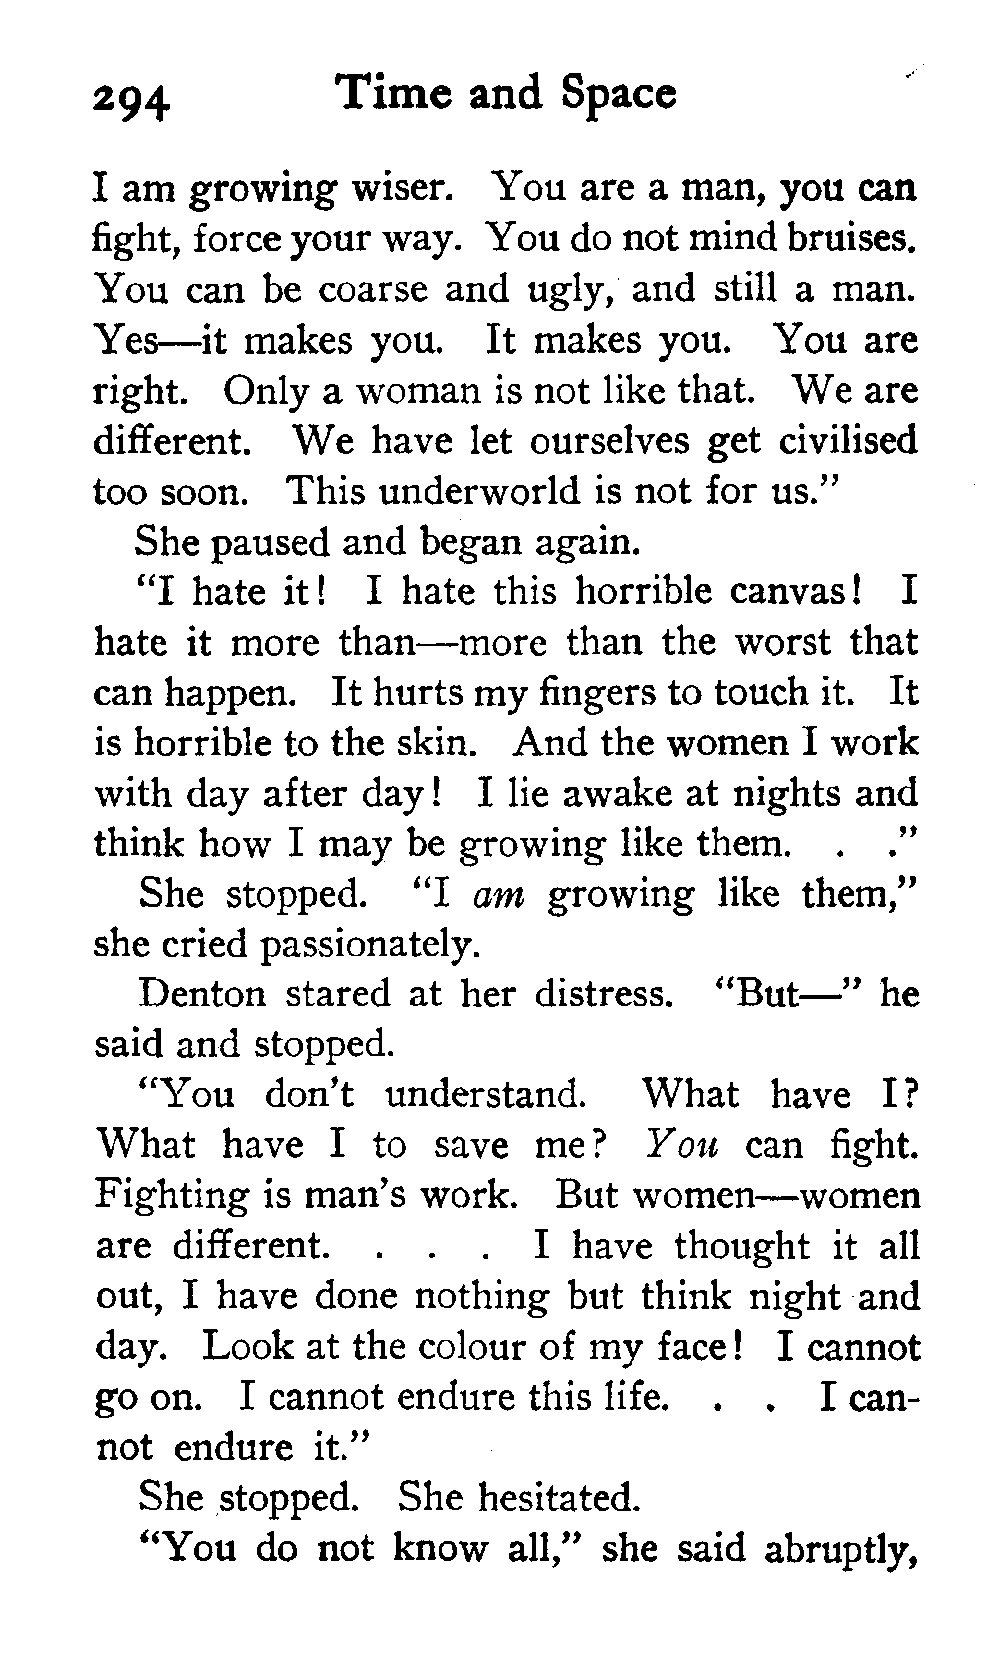 294 Time and Space
I am growing wiser. You are a man, you can
fight, force your way. You do not mind bruises.
You can be coarse and ugly, and still a man.
Yes—it makes you. It makes you. You are
right. Only a woman is not like that. We are
different. We have let ourselves get civilised
too soon. This underworld is not for us.”
She paused and began again.
“I hate it! I hate this horrible canvas! I
hate it more than—more than the worst that
can happen. It hurts my fingers to touch it. It
is horrible to the skin. And the women I work
with day after day! I lie awake at nights and
think how I may be growing like them. . .”
She stopped. “I am growing like them,”
she cried passionately.
Denton stared at her distress. “But—” he
said and stopped.
“You don’t understand. What have I?
What have I to save me? You can fight.
Fighting is man’s work. But women—women
are different. . . . I have thought it all
out, I have done nothing but think night and
day. Look at the colour of my face! I cannot
go on. I cannot endure this life. . . I can-
not endure it.”
She stopped. She hesitated.
“You do not know all,” she said abruptly,